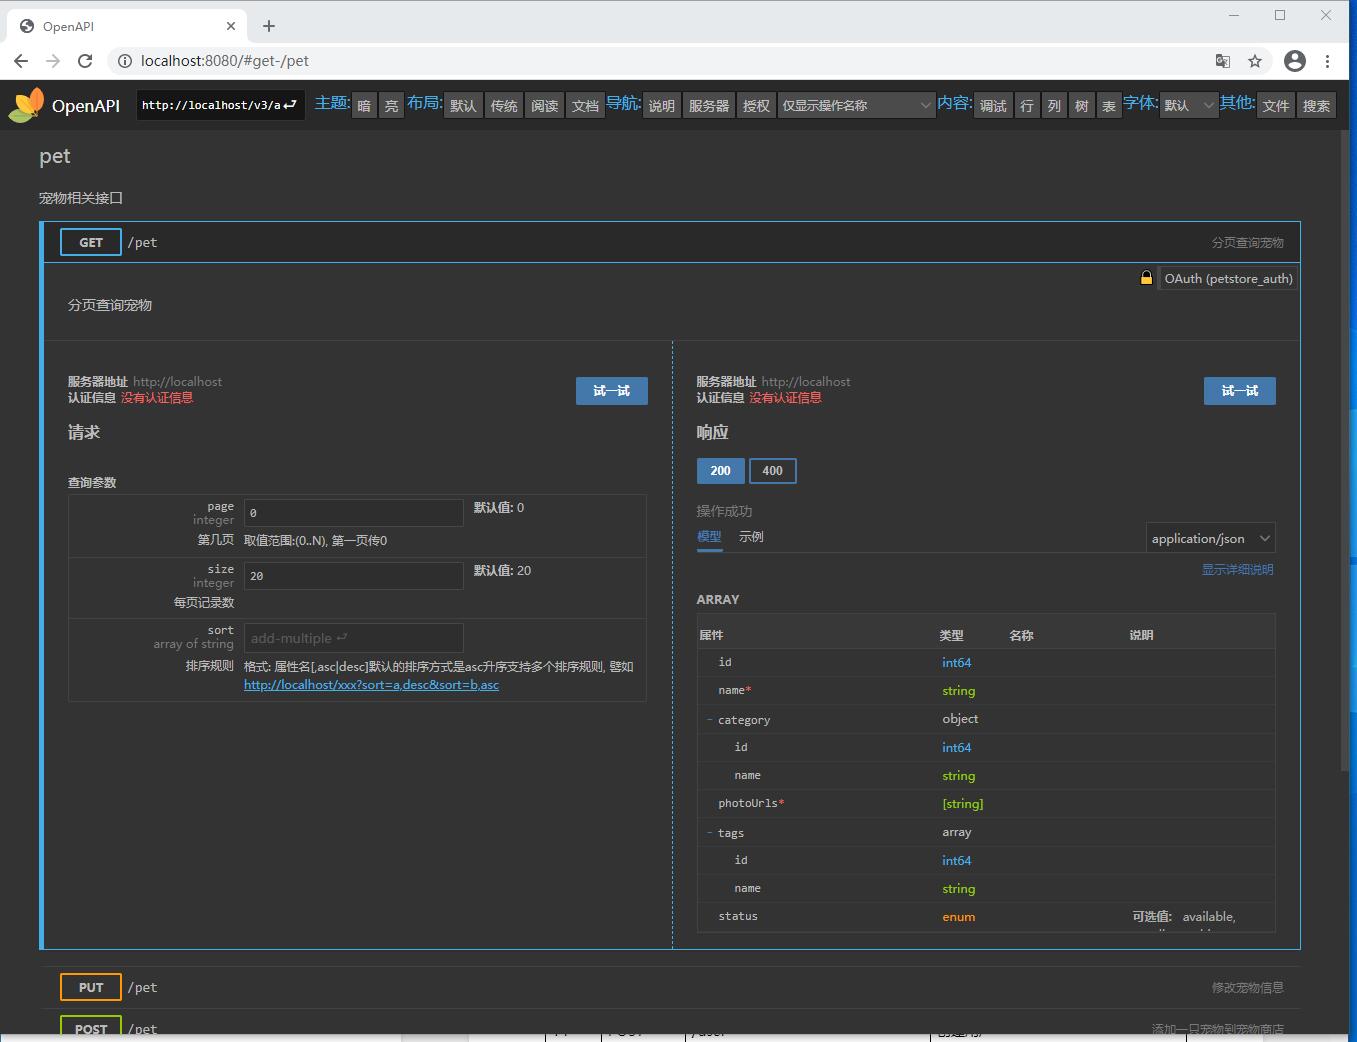 OpenAPI
localhost:8080/#get-/pet
OpenAPI http://localhost/v3/a 主题: 暗 亮 布局: 默认 传统 阅读 文档 导航: 说明 服务器 授权 仅显示操作名称 内容: 调试 行 列 树 表 字体: 默认 其他: 文件 搜索
pet
宠物相关接口
GET /pet 分页查询宠物
OAuth (petstore_auth)
分页查询宠物
服务器地址 http://localhost
认证信息 没有认证信息
试一试
请求
查询参数
page 0 默认值: 0
integer
第几页 取值范围:(0..N), 第一页传0
size 20 默认值: 20
integer
每页记录数
sort add-multiple ⮐
array of string
排序规则 格式: 属性名[,asc|desc]默认的排序方式是asc升序支持多个排序规则, 譬如
http://localhost/xxx?sort=a,desc&sort=b,asc
服务器地址 http://localhost
认证信息 没有认证信息
试一试
响应
200 400
操作成功
模型 示例 application/json
显示详细说明
ARRAY
属性 类型 名称 说明
id int64
name* string
- category object
id int64
name string
photoUrls* [string]
- tags array
id int64
name string
status enum 可选值: available,
PUT /pet 修改宠物信息
POST /pet 添加一只宠物到宠物商店